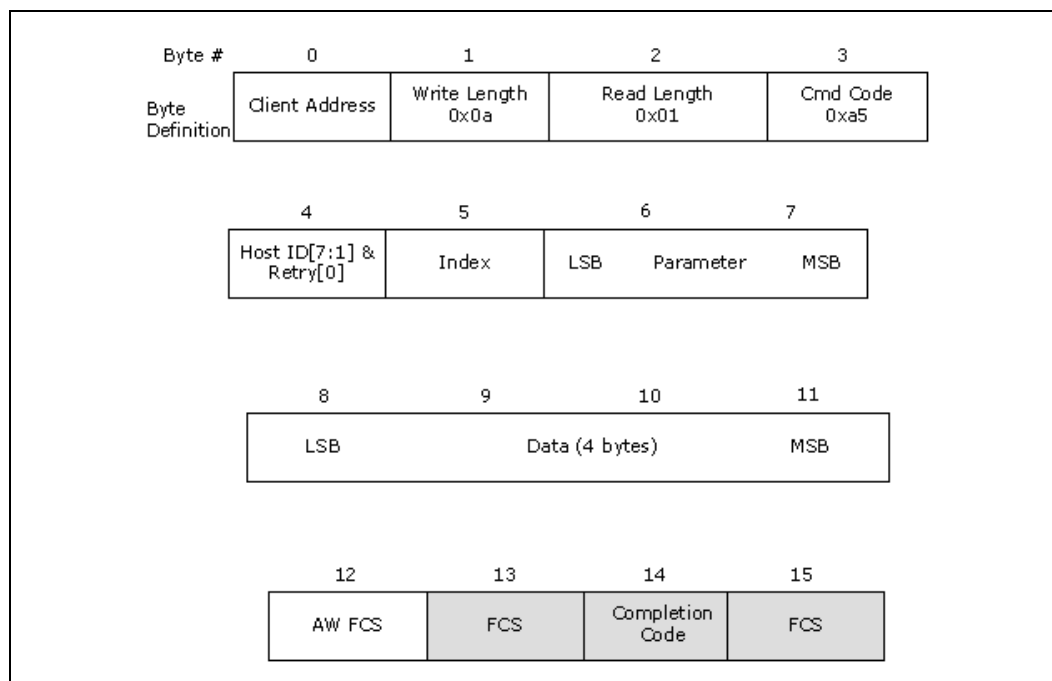 Byte # 0 1 2 3
Byte Definition
Client Address
Write Length
0x0a
Read Length
0x01
Cmd Code
0xa5
4 5 6 7
Host ID[7:1] &
Retry[0]
Index
LSB Parameter MSB
8 9 10 11
LSB Data (4 bytes) MSB
12 13 14 15
AW FCS
FCS
Completion
Code
FCS